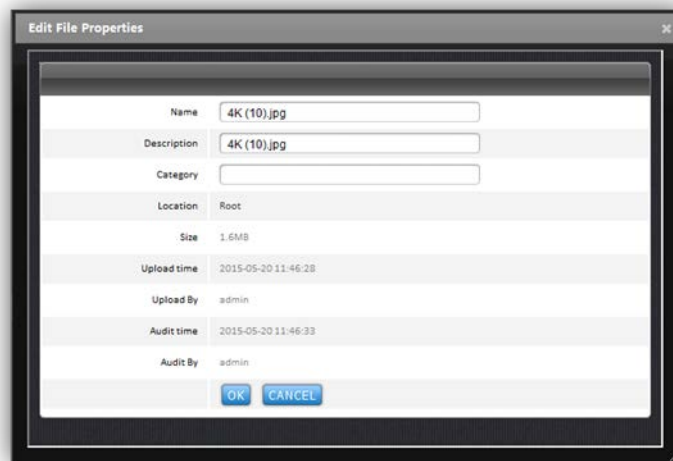 Edit File Properties
Name 4K (10).jpg
Description 4K (10).jpg
Category
Location Root
Size 1.6MB
Upload time 2015-05-20 11:46:28
Upload By admin
Audit time 2015-05-20 11:46:33
Audit By admin
OK CANCEL